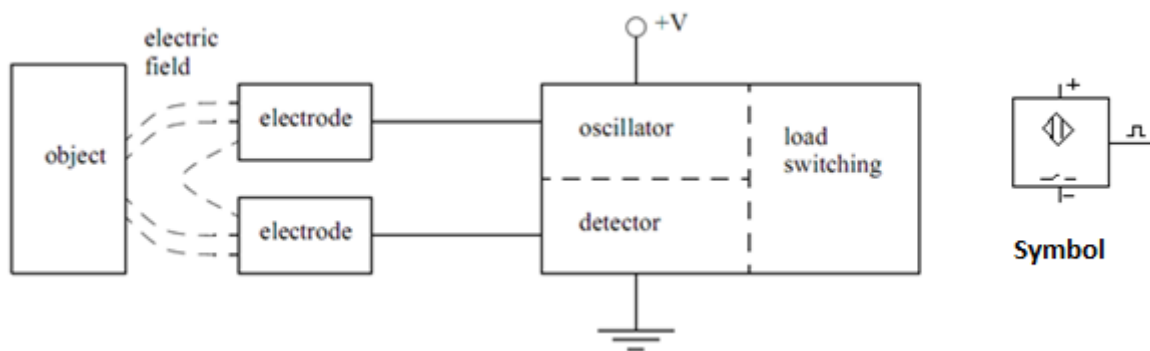 electric
field
object
electrode
electrode
+V
oscillator
detector
load
switching
+
−
Symbol